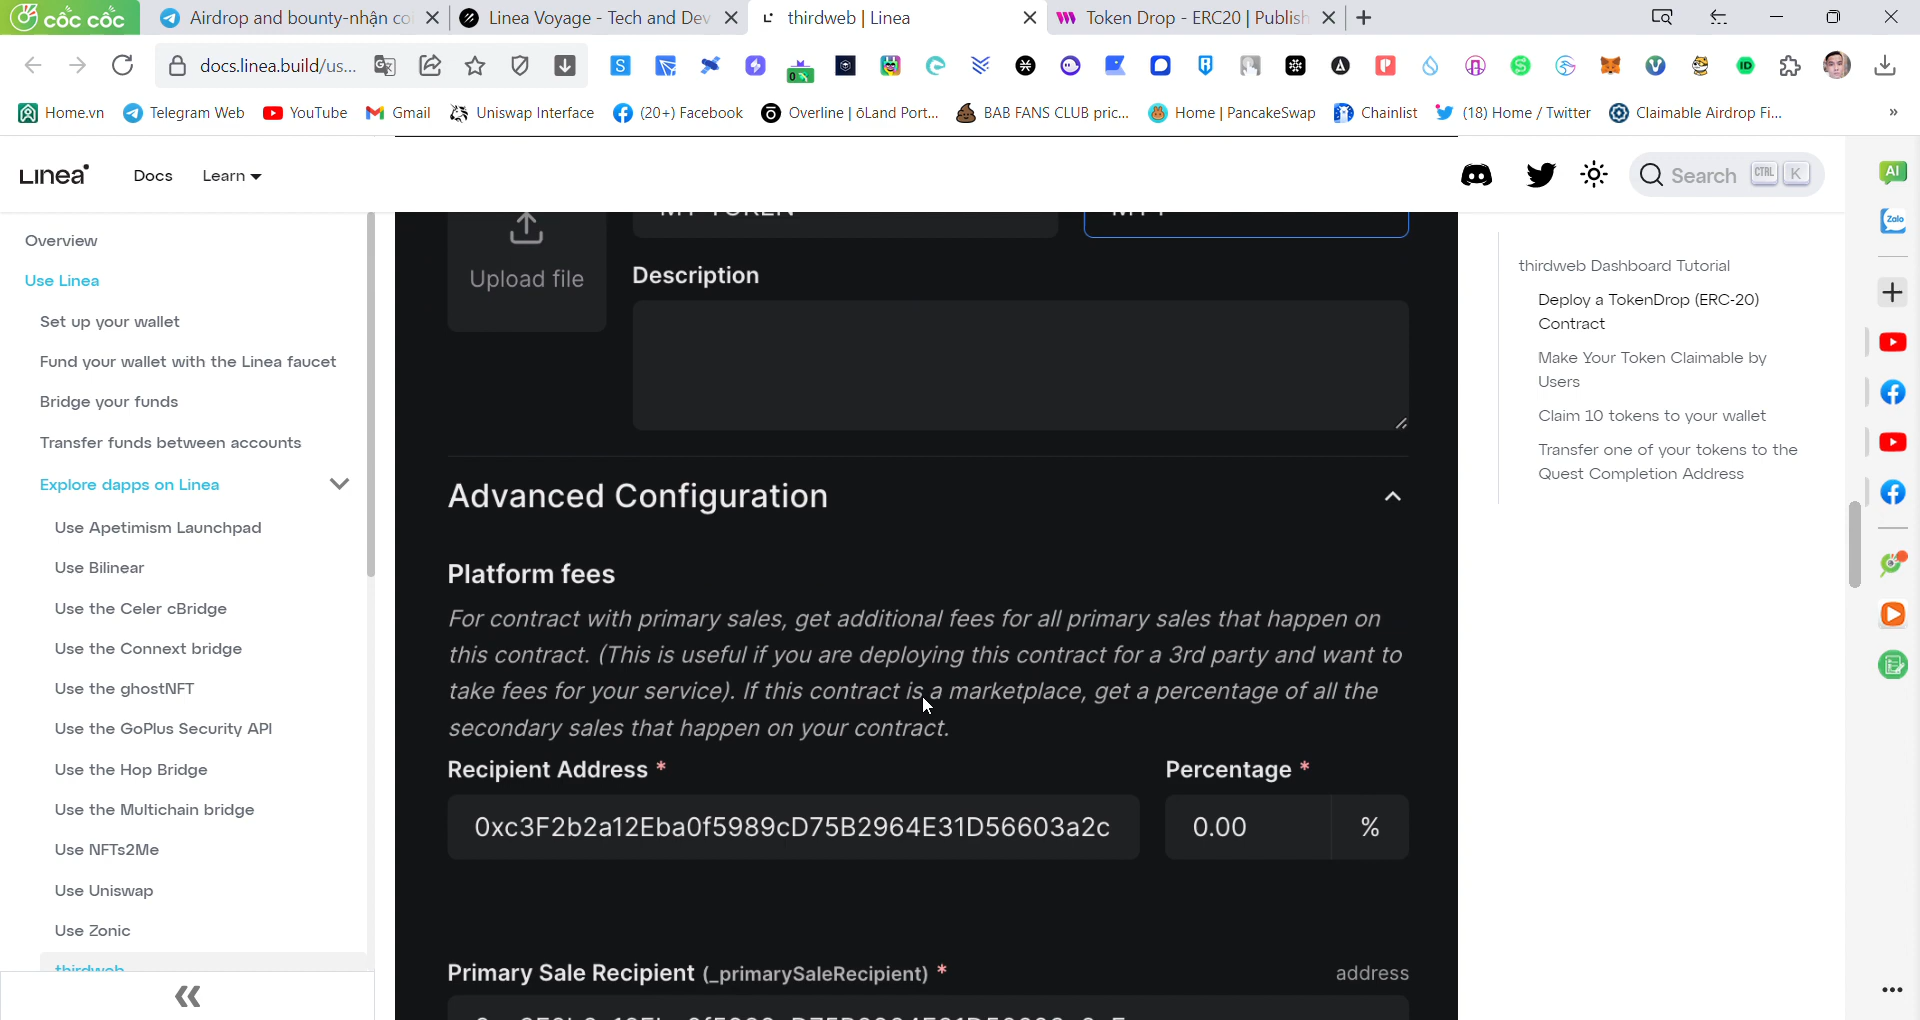 cốc cốc
Airdrop and bounty-nhận co
Linea Voyage - Tech and Dev
thirdweb | Linea
Token Drop - ERC20 | Publish
docs.linea.build/us...
Home.vn
Telegram Web
YouTube
Gmail
Uniswap Interface
(20+) Facebook
Overline | ōLand Port...
BAB FANS CLUB pric...
Home | PancakeSwap
Chainlist
(18) Home / Twitter
Claimable Airdrop Fi...
Linea
Docs
Learn
Search CTRL K
Overview
Use Linea
Set up your wallet
Fund your wallet with the Linea faucet
Bridge your funds
Transfer funds between accounts
Explore dapps on Linea
Use Apetimism Launchpad
Use Bilinear
Use the Celer cBridge
Use the Connext bridge
Use the ghostNFT
Use the GoPlus Security API
Use the Hop Bridge
Use the Multichain bridge
Use NFTs2Me
Use Uniswap
Use Zonic
thirdweb
Upload file
MY TOKEN
Description
Advanced Configuration
Platform fees
For contract with primary sales, get additional fees for all primary sales that happen on
this contract. (This is useful if you are deploying this contract for a 3rd party and want to
take fees for your service). If this contract is a marketplace, get a percentage of all the
secondary sales that happen on your contract.
Recipient Address *
Percentage *
0xc3F2b2a12Eba0f5989cD75B2964E31D56603a2c
0.00 %
Primary Sale Recipient (_primarySaleRecipient) *
address
thirdweb Dashboard Tutorial
Deploy a TokenDrop (ERC-20)
Contract
Make Your Token Claimable by
Users
Claim 10 tokens to your wallet
Transfer one of your tokens to the
Quest Completion Address
AI
Zalo